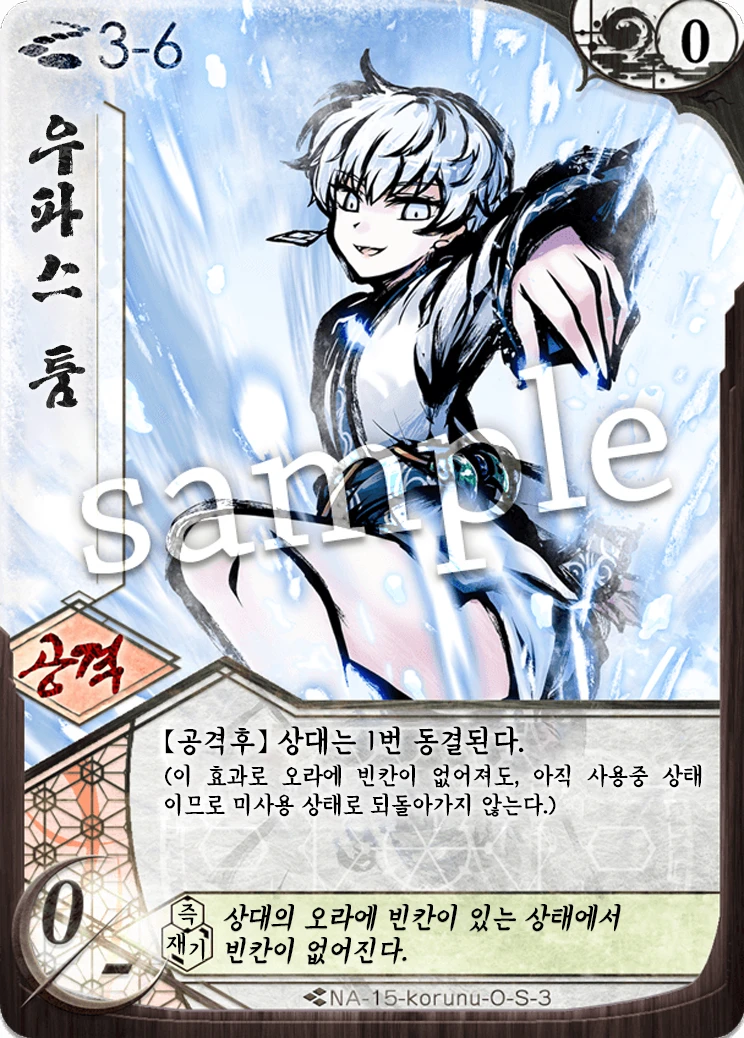 3-6
0
우파스 툼
sample
공격
【공격후】 상대는 1번 동결된다.
(이 효과로 오라에 빈칸이 없어져도, 아직 사용중 상태
이므로 미사용 상태로 되돌아가지 않는다.)
0/-
즉
재기
상대의 오라에 빈칸이 있는 상태에서
빈칸이 없어진다.
NA-15-korunu-O-S-3